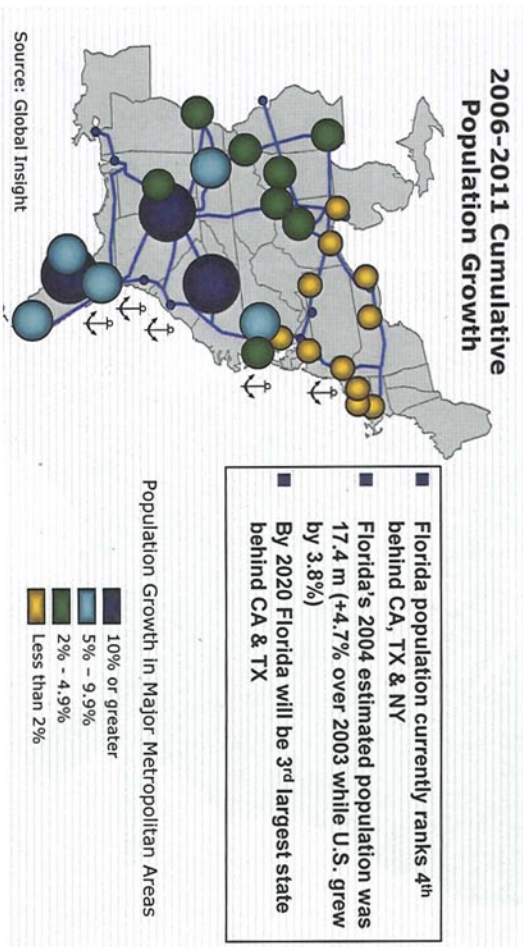 2006-2011 Cumulative
Population Growth
Florida population currently ranks 4th
behind CA, TX & NY
Florida's 2004 estimated population was
17.4 m (+4.7% over 2003 while U.S. grew
by 3.8%)
By 2020 Florida will be 3rd largest state
behind CA & TX
Population Growth in Major Metropolitan Areas
10% or greater
5% – 9.9%
2% - 4.9%
Less than 2%
Source: Global Insight